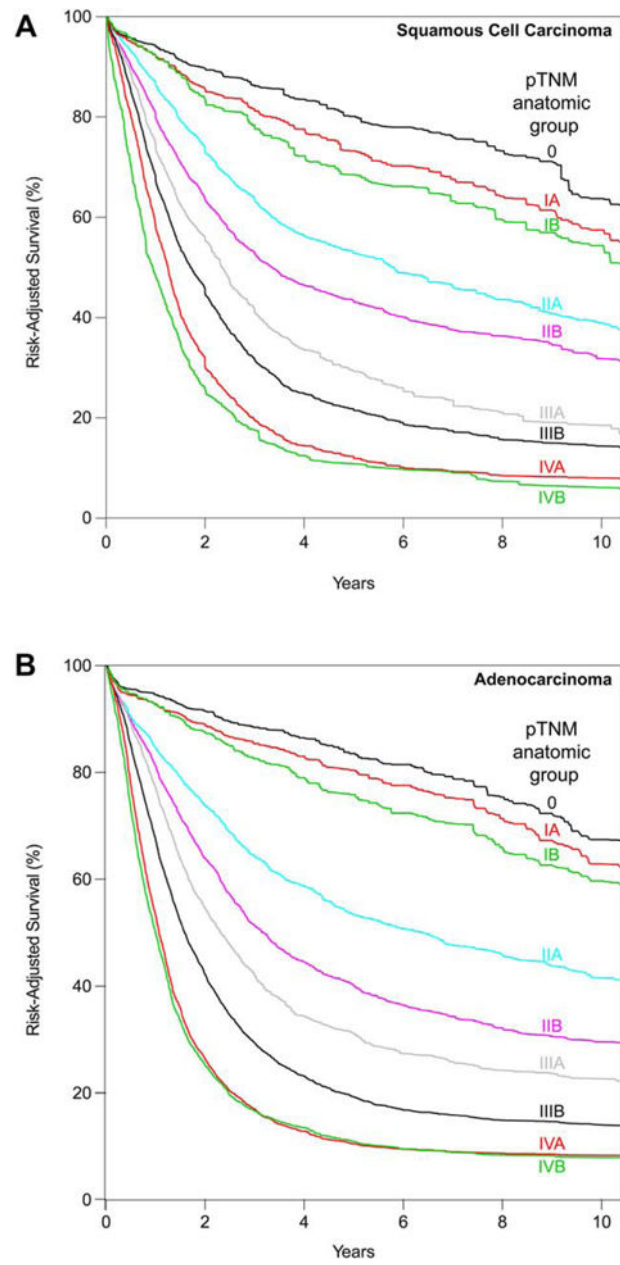 A
Squamous Cell Carcinoma
pTNM
anatomic
group
0
IA
IB
IIA
IIB
IIIA
IIIB
IVA
IVB
Risk-Adjusted Survival (%)
100
80
60
40
20
0
0 2 4 6 8 10
Years
B
Adenocarcinoma
pTNM
anatomic
group
0
IA
IB
IIA
IIB
IIIA
IIIB
IVA
IVB
Risk-Adjusted Survival (%)
100
80
60
40
20
0
0 2 4 6 8 10
Years